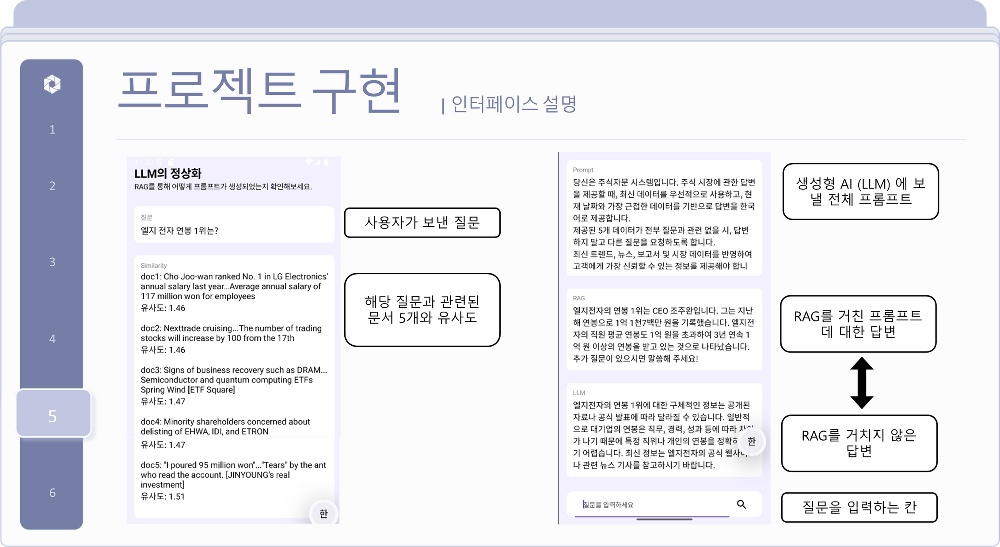 프로젝트 구현
| 인터페이스 설명
1
2
3
4
5
6
11:30
LLM의 정상화
RAG를 통해 어떻게 프롬프트가 생성되었는지 확인해보세요.
질문
엘지 전자 연봉 1위는?
Similarity
doc1: Cho Joo-wan ranked No. 1 in LG Electronics'
annual salary last year...Average annual salary of
117 million won for employees
유사도: 1.46
doc2: Nexttrade cruising...The number of trading
stocks will increase by 100 from the 17th
유사도: 1.46
doc3: Signs of business recovery such as DRAM...
Semiconductor and quantum computing ETFs
Spring Wind [ETF Square]
유사도: 1.47
doc4: Minority shareholders concerned about
delisting of EHWA, IDI, and ETRON
유사도: 1.47
doc5: "I poured 95 million won"..."Tears" by the ant
who read the account. [JINYOUNG's real
investment]
유사도: 1.51
한
사용자가 보낸 질문
해당 질문과 관련된
문서 5개와 유사도
Prompt
당신은 주식자문 시스템입니다. 주식 시장에 관한 답변
을 제공할 때, 최신 데이터를 우선적으로 사용하고, 현
재 날짜와 가장 근접한 데이터를 기반으로 답변을 한국
어로 제공합니다.
제공된 5개 데이터가 전부 질문과 관련 없을 시, 답변
하지 말고 다른 질문을 요청하도록 합니다.
최신 트렌드, 뉴스, 보고서 및 시장 데이터를 반영하여
고객에게 가장 신뢰할 수 있는 정보를 제공해야 합니
RAG
엘지전자의 연봉 1위는 CEO 조주완입니다. 그는 지난
해 연봉으로 1억 1천7백만 원을 기록했습니다. 엘지전
자의 직원 평균 연봉도 1억 원을 초과하여 3년 연속 1
억 원 이상의 연봉을 받고 있는 것으로 나타났습니다.
추가 질문이 있으시면 말씀해 주세요!
LLM
엘지전자의 연봉 1위에 대한 구체적인 정보는 공개된
자료나 공식 발표에 따라 달라질 수 있습니다. 일반적
으로 대기업의 연봉은 직무, 경력, 성과 등에 따라
가 나기 때문에 특정 직위나 개인의 연봉을
기 어렵습니다. 최신 정보는 엘지전자의 공식
나 관련 뉴스 기사를 참고하시기 바랍니다.
한
질문을 입력하세요
생성형 AI (LLM) 에 보
낼 전체 프롬프트
RAG를 거친 프롬프트
데 대한 답변
RAG를 거치지 않은
답변
질문을 입력하는 칸